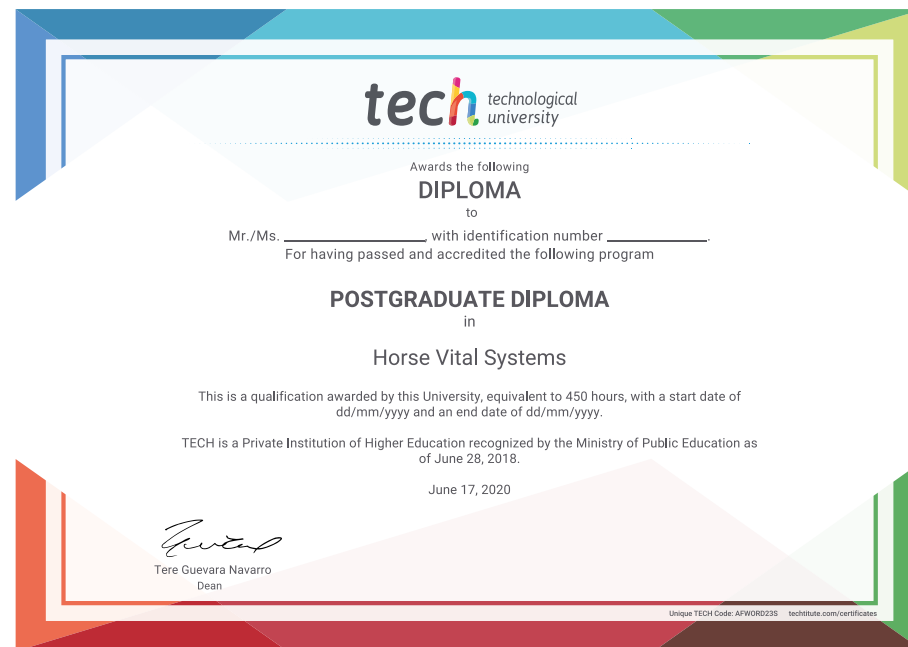 tech technological
university
Awards the following
DIPLOMA
to
Mr./Ms. ____________________, with identification number ______________.
For having passed and accredited the following program
POSTGRADUATE DIPLOMA
in
Horse Vital Systems
This is a qualification awarded by this University, equivalent to 450 hours, with a start date of
dd/mm/yyyy and an end date of dd/mm/yyyy.
TECH is a Private Institution of Higher Education recognized by the Ministry of Public Education as
of June 28, 2018.
June 17, 2020
Tere Guevara Navarro
Dean
Unique TECH Code: AFWORD23S techtitute.com/certificates